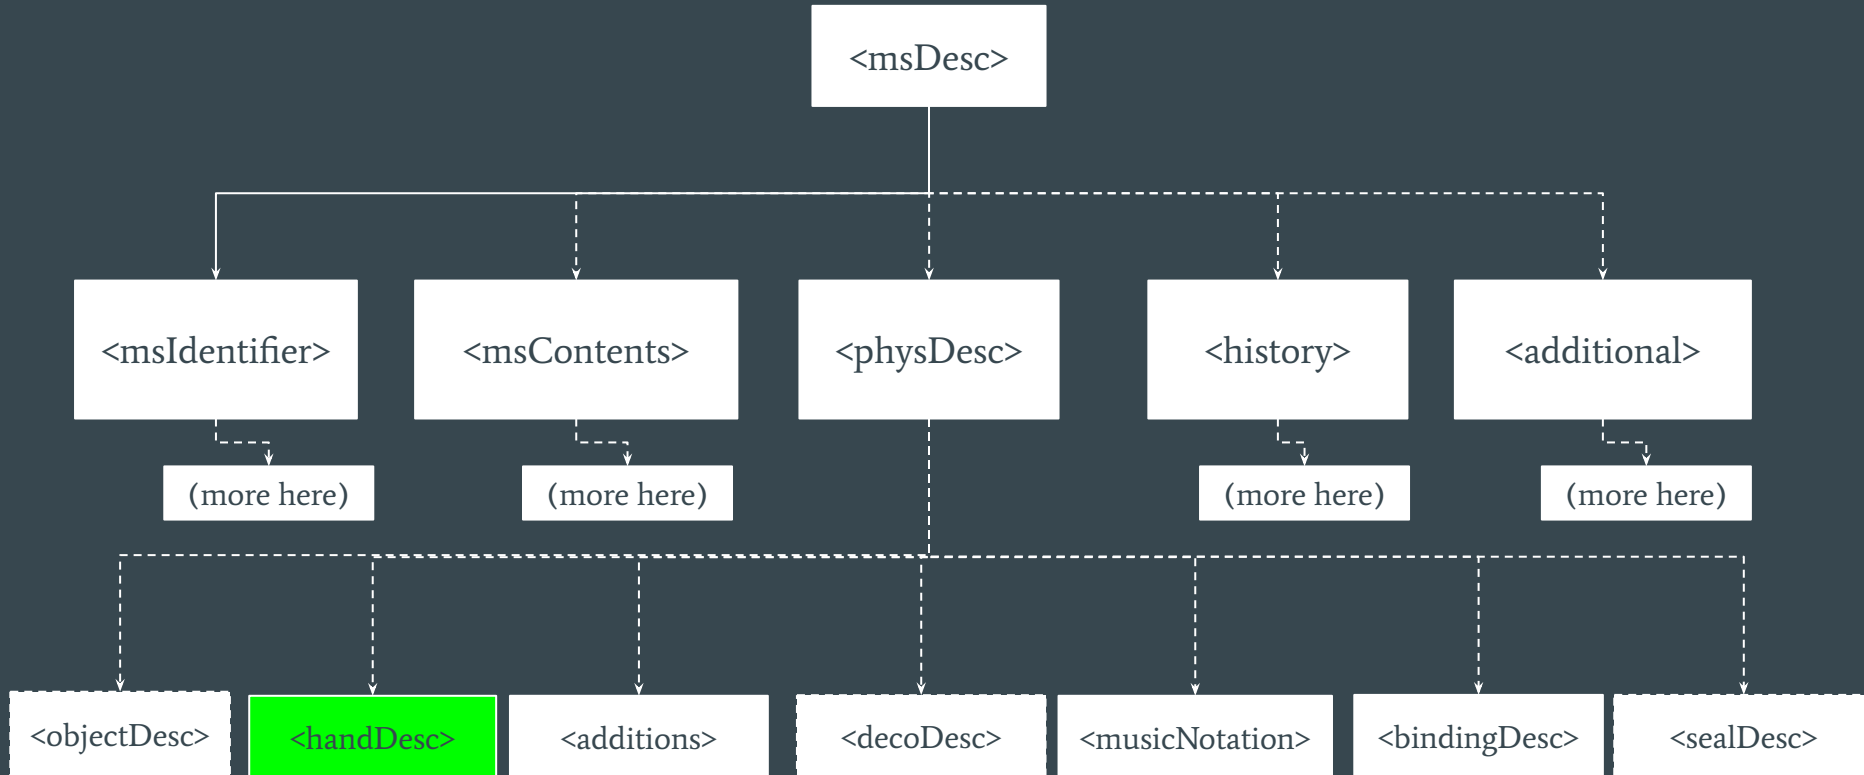 <msDesc>
<msIdentifier>
<msContents>
<physDesc>
<history>
<additional>
(more here)
(more here)
(more here)
(more here)
<objectDesc>
<handDesc>
<additions>
<decoDesc>
<musicNotation>
<bindingDesc>
<sealDesc>